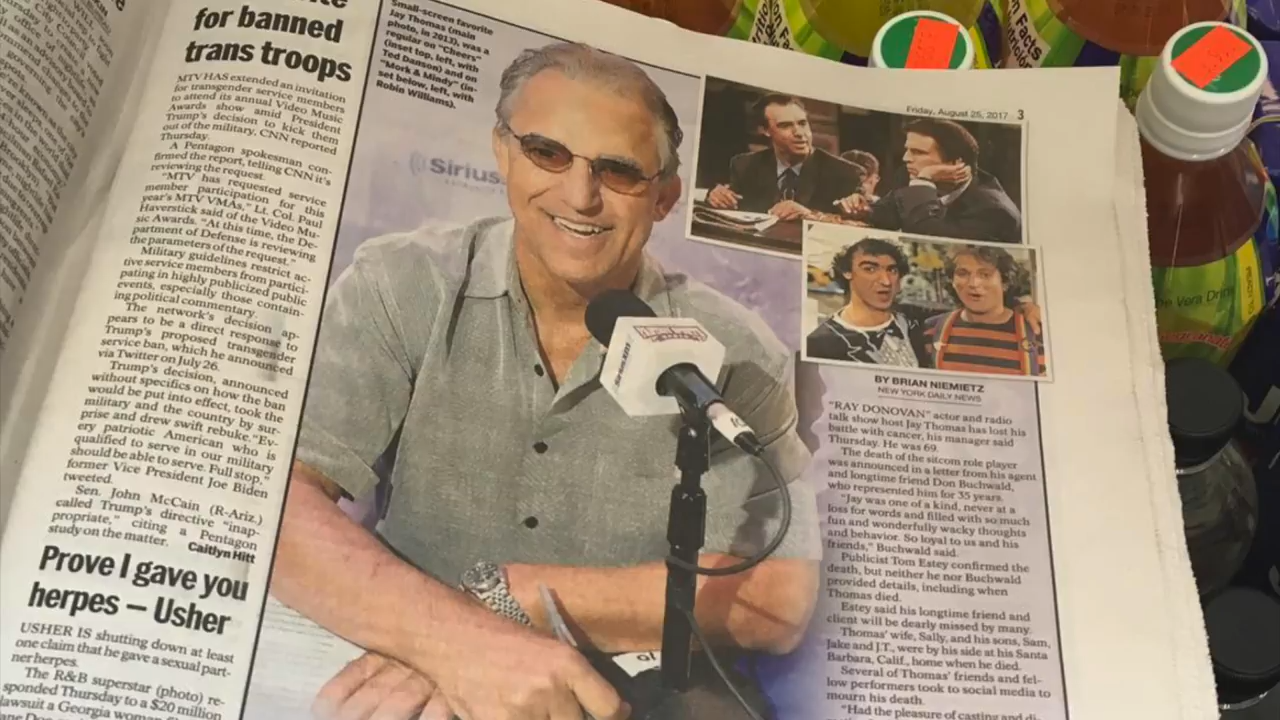 for banned
trans troops
MTV HAS extended an invitation
for transgender service members
to attend its annual Video Music
Awards show amid President
Trump's decision to kick them
out of the military, CNN reported
Thursday.
A Pentagon spokesman con-
firmed the report, telling CNN it's
reviewing the request.
"MTV has requested service
member participation for this
year's MTV VMAs," Lt. Col. Paul
Haverstick said of the Video Mu-
sic Awards. "At this time, the De-
partment of Defense is reviewing
the parameters of the request."
Military guidelines restrict ac-
tive service members from partici-
pating in highly publicized public
events, especially those contain-
ing political commentary.
The network's decision ap-
pears to be a direct response to
Trump's proposed transgender
service ban, which he announced
via Twitter on July 26.
Trump's decision, announced
without specifics on how the ban
would be put into effect, took the
military and the country by sur-
prise and drew swift rebuke. "Ev-
ery patriotic American who is
qualified to serve in our military
should be able to serve. Full stop,"
former Vice President Joe Biden
tweeted.
Sen. John McCain (R-Ariz.)
called Trump's directive "inap-
propriate," citing a Pentagon
study on the matter. Caitlyn Hitt
Prove I gave you
herpes – Usher
USHER IS shutting down at least
one claim that he gave a sexual part-
ner herpes.
The R&B superstar (photo) re-
sponded Thursday to a $20 million
lawsuit a Georgia
Small-screen favorite
Jay Thomas (main
photo, in 2013), was a
regular on "Cheers"
(inset top, left, with
Ted Danson) and on
"Mork & Mindy" (in-
set below, left, with
Robin Williams).
Sirius
Friday, August 25, 2017 3
BY BRIAN NIEMIETZ
NEW YORK DAILY NEWS
"RAY DONOVAN" actor and radio
talk show host Jay Thomas has lost his
battle with cancer, his manager said
Thursday. He was 69.
The death of the sitcom role player
was announced in a letter from his agent
and longtime friend Don Buchwald,
who represented him for 35 years.
"Jay was one of a kind, never at a
loss for words and filled with so much
fun and wonderfully wacky thoughts
and behavior. So loyal to us and his
friends," Buchwald said.
Publicist Tom Estey confirmed the
death, but neither he nor Buchwald
provided details, including when
Thomas died.
Estey said his longtime friend and
client will be dearly missed by many.
Thomas' wife, Sally, and his sons, Sam,
Jake and J.T., were by his side at his Santa
Barbara, Calif., home when he died.
Several of Thomas' friends and fel-
low performers took to social media to
mourn his death.
"Had the pleasure of casting and di-
Vera Drin